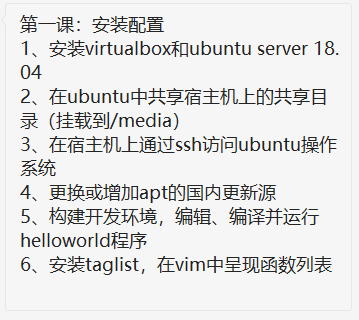 第一课：安装配置
1、安装virtualbox和ubuntu server 18.
04
2、在ubuntu中共享宿主机上的共享目
录（挂载到/media）
3、在宿主机上通过ssh访问ubuntu操作
系统
4、更换或增加apt的国内更新源
5、构建开发环境，编辑、编译并运行
helloworld程序
6、安装taglist，在vim中呈现函数列表